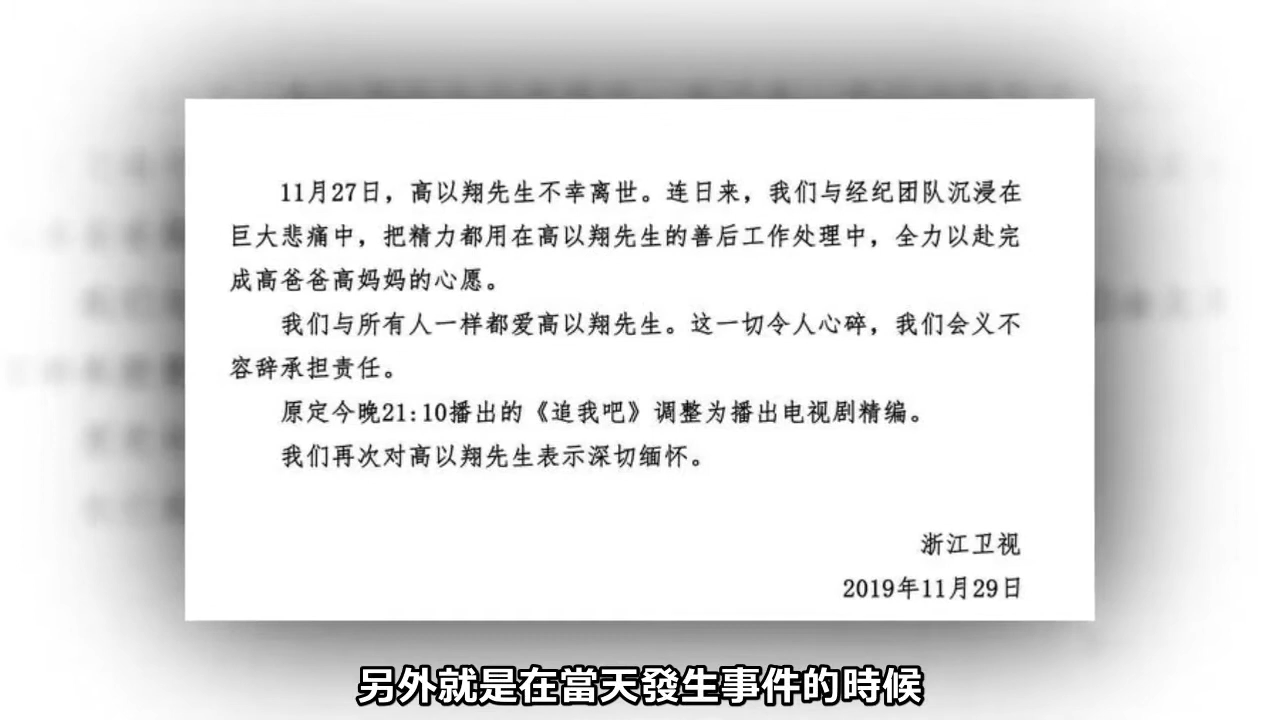 11月27日，高以翔先生不幸离世。连日来，我们与经纪团队沉浸在
巨大悲痛中，把精力都用在高以翔先生的善后工作处理中，全力以赴完
成高爸爸高妈妈的心愿。
我们与所有人一样都爱高以翔先生。这一切令人心碎，我们会义不
容辞承担责任。
原定今晚21:10播出的《追我吧》调整为播出电视剧精编。
我们再次对高以翔先生表示深切缅怀。
浙江卫视
2019年11月29日
另外就是在當天發生事件的時候